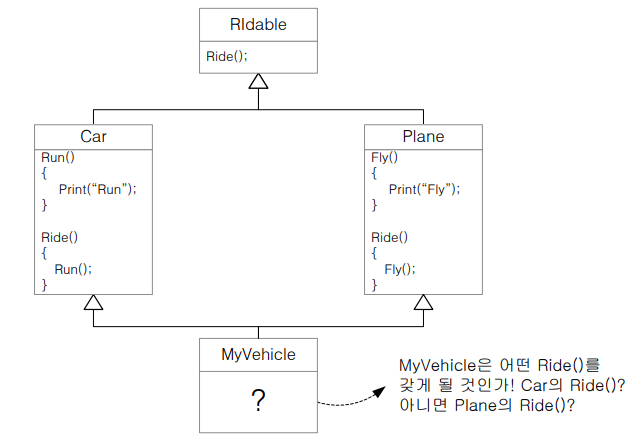 RIdable
Ride();
Car
Run()
{
Print("Run");
}
Ride()
{
Run();
}
Plane
Fly()
{
Print("Fly");
}
Ride()
{
Fly();
}
MyVehicle
?
MyVehicle은 어떤 Ride()를
갖게 될 것인가! Car의 Ride()?
아니면 Plane의 Ride()?